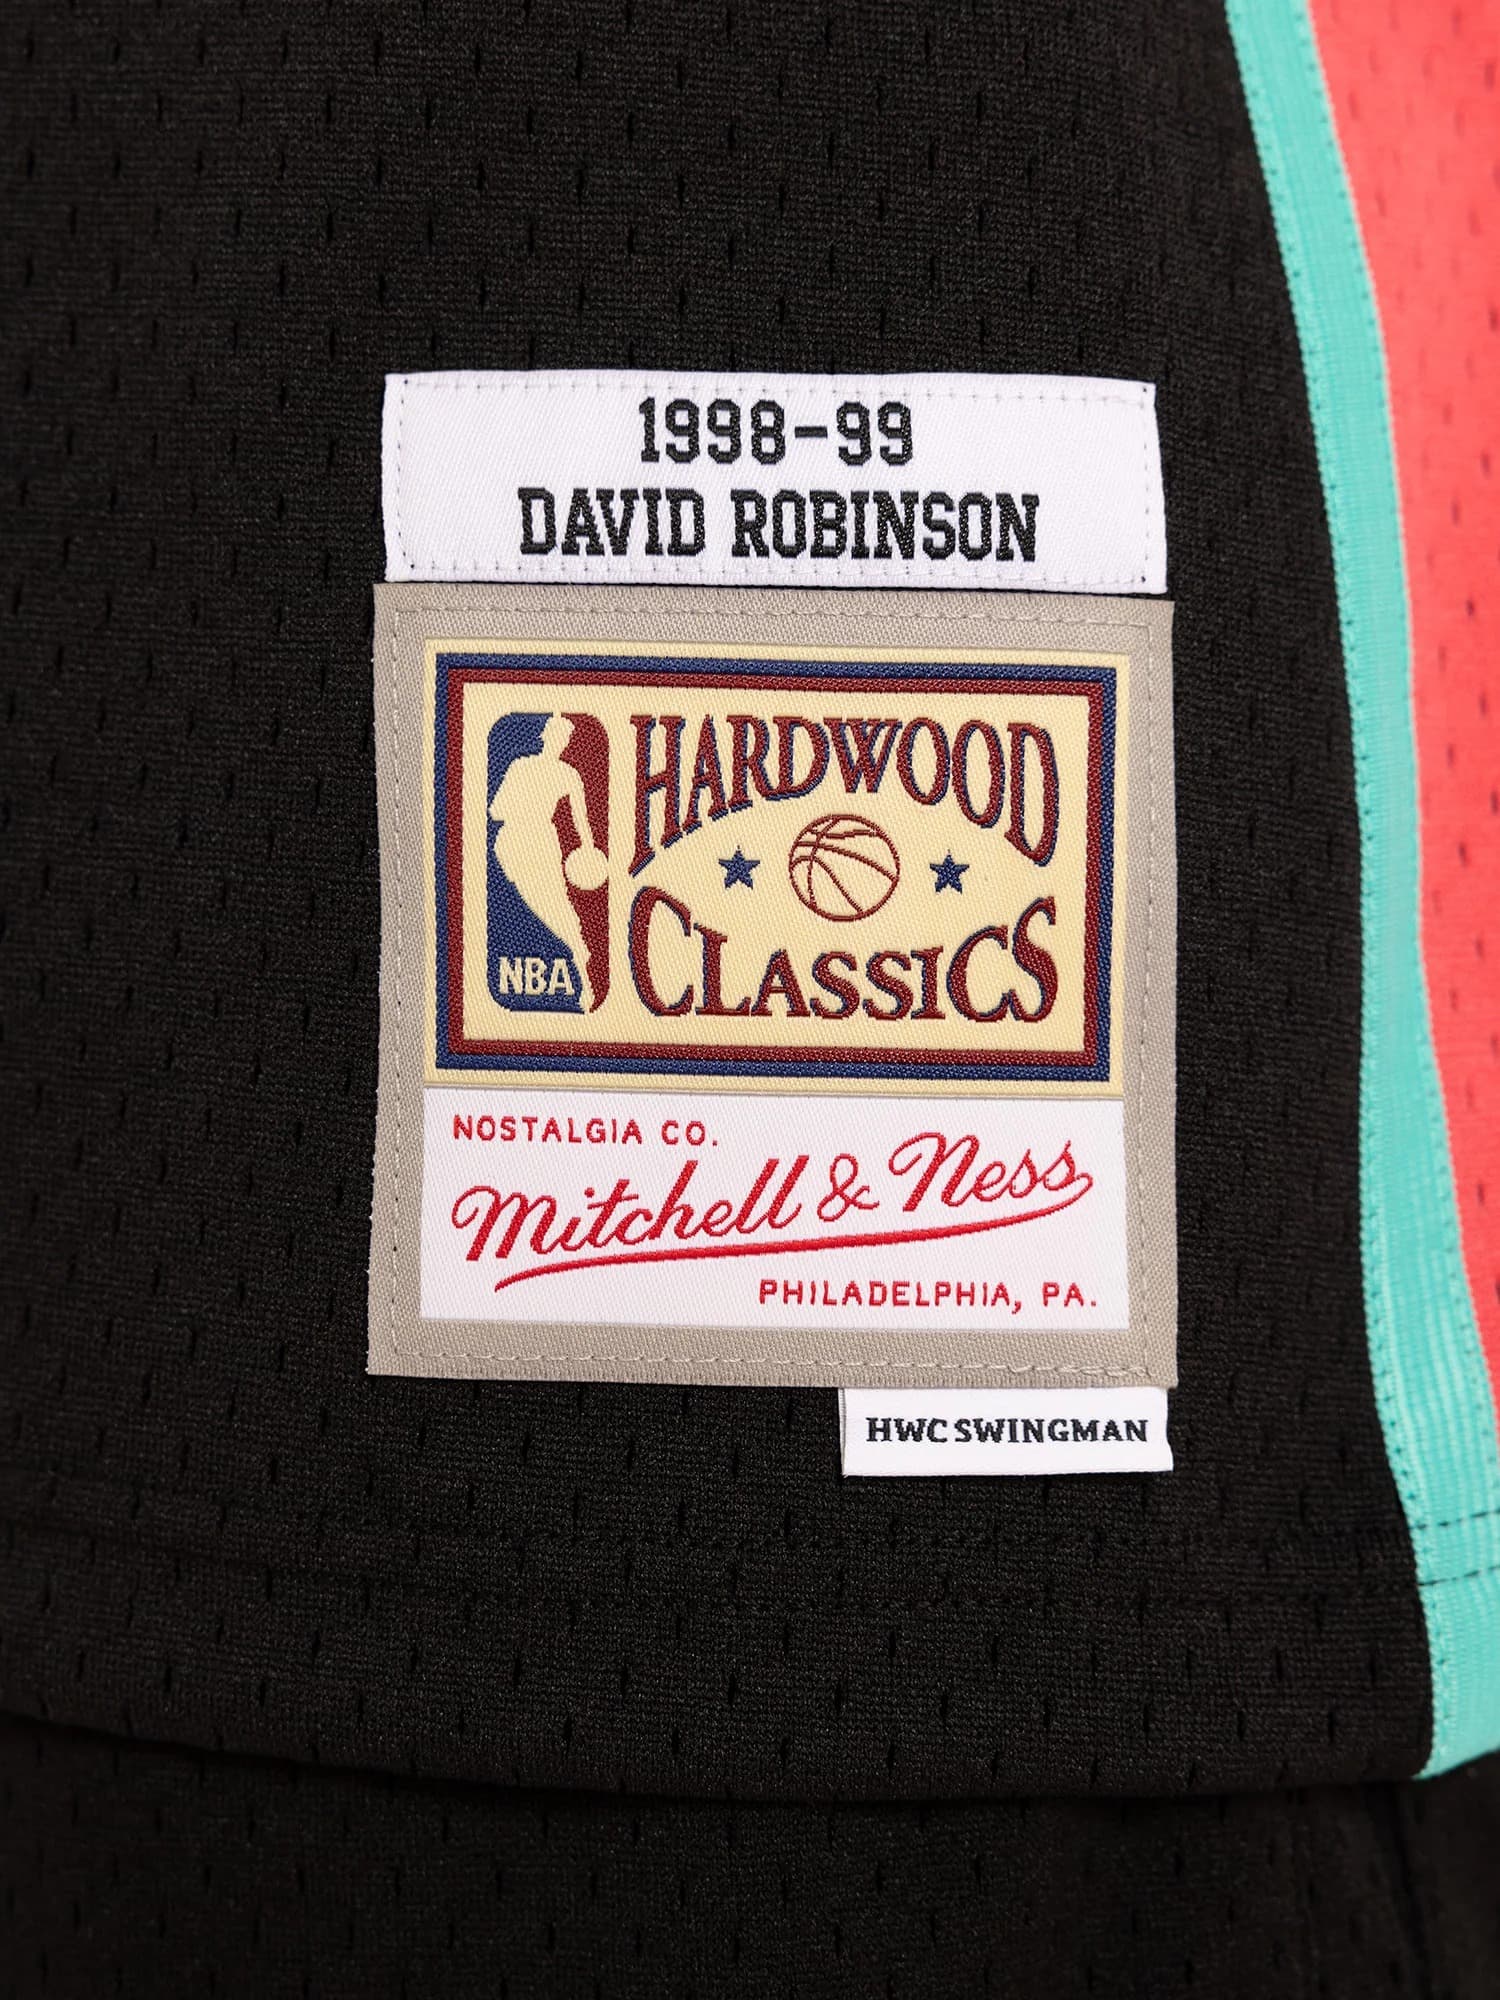 1998-99
DAVID ROBINSON
HARDWOOD
CLASSICS
NBA
NOSTALGIA CO.
Mitchell & Ness
PHILADELPHIA, PA.
HWC SWINGMAN